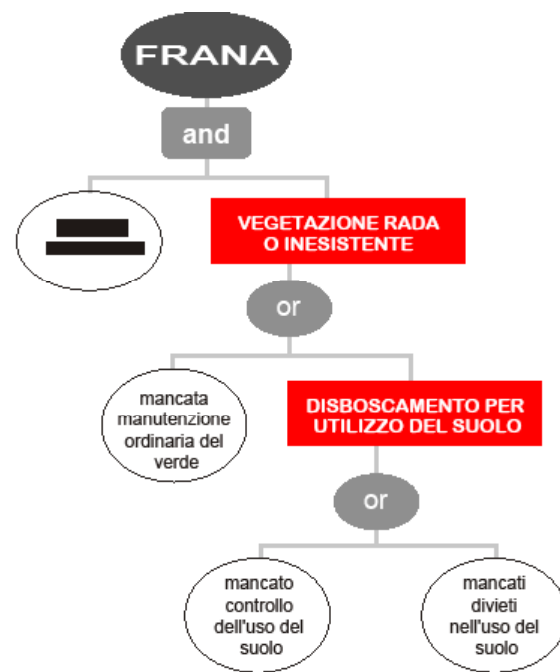 FRANA
and
VEGETAZIONE RADA
O INESISTENTE
or
mancata
manutenzione
ordinaria del
verde
DISBOSCAMENTO PER
UTILIZZO DEL SUOLO
or
mancato
controllo
dell'uso del
suolo
mancati
divieti
nell'uso del
suolo